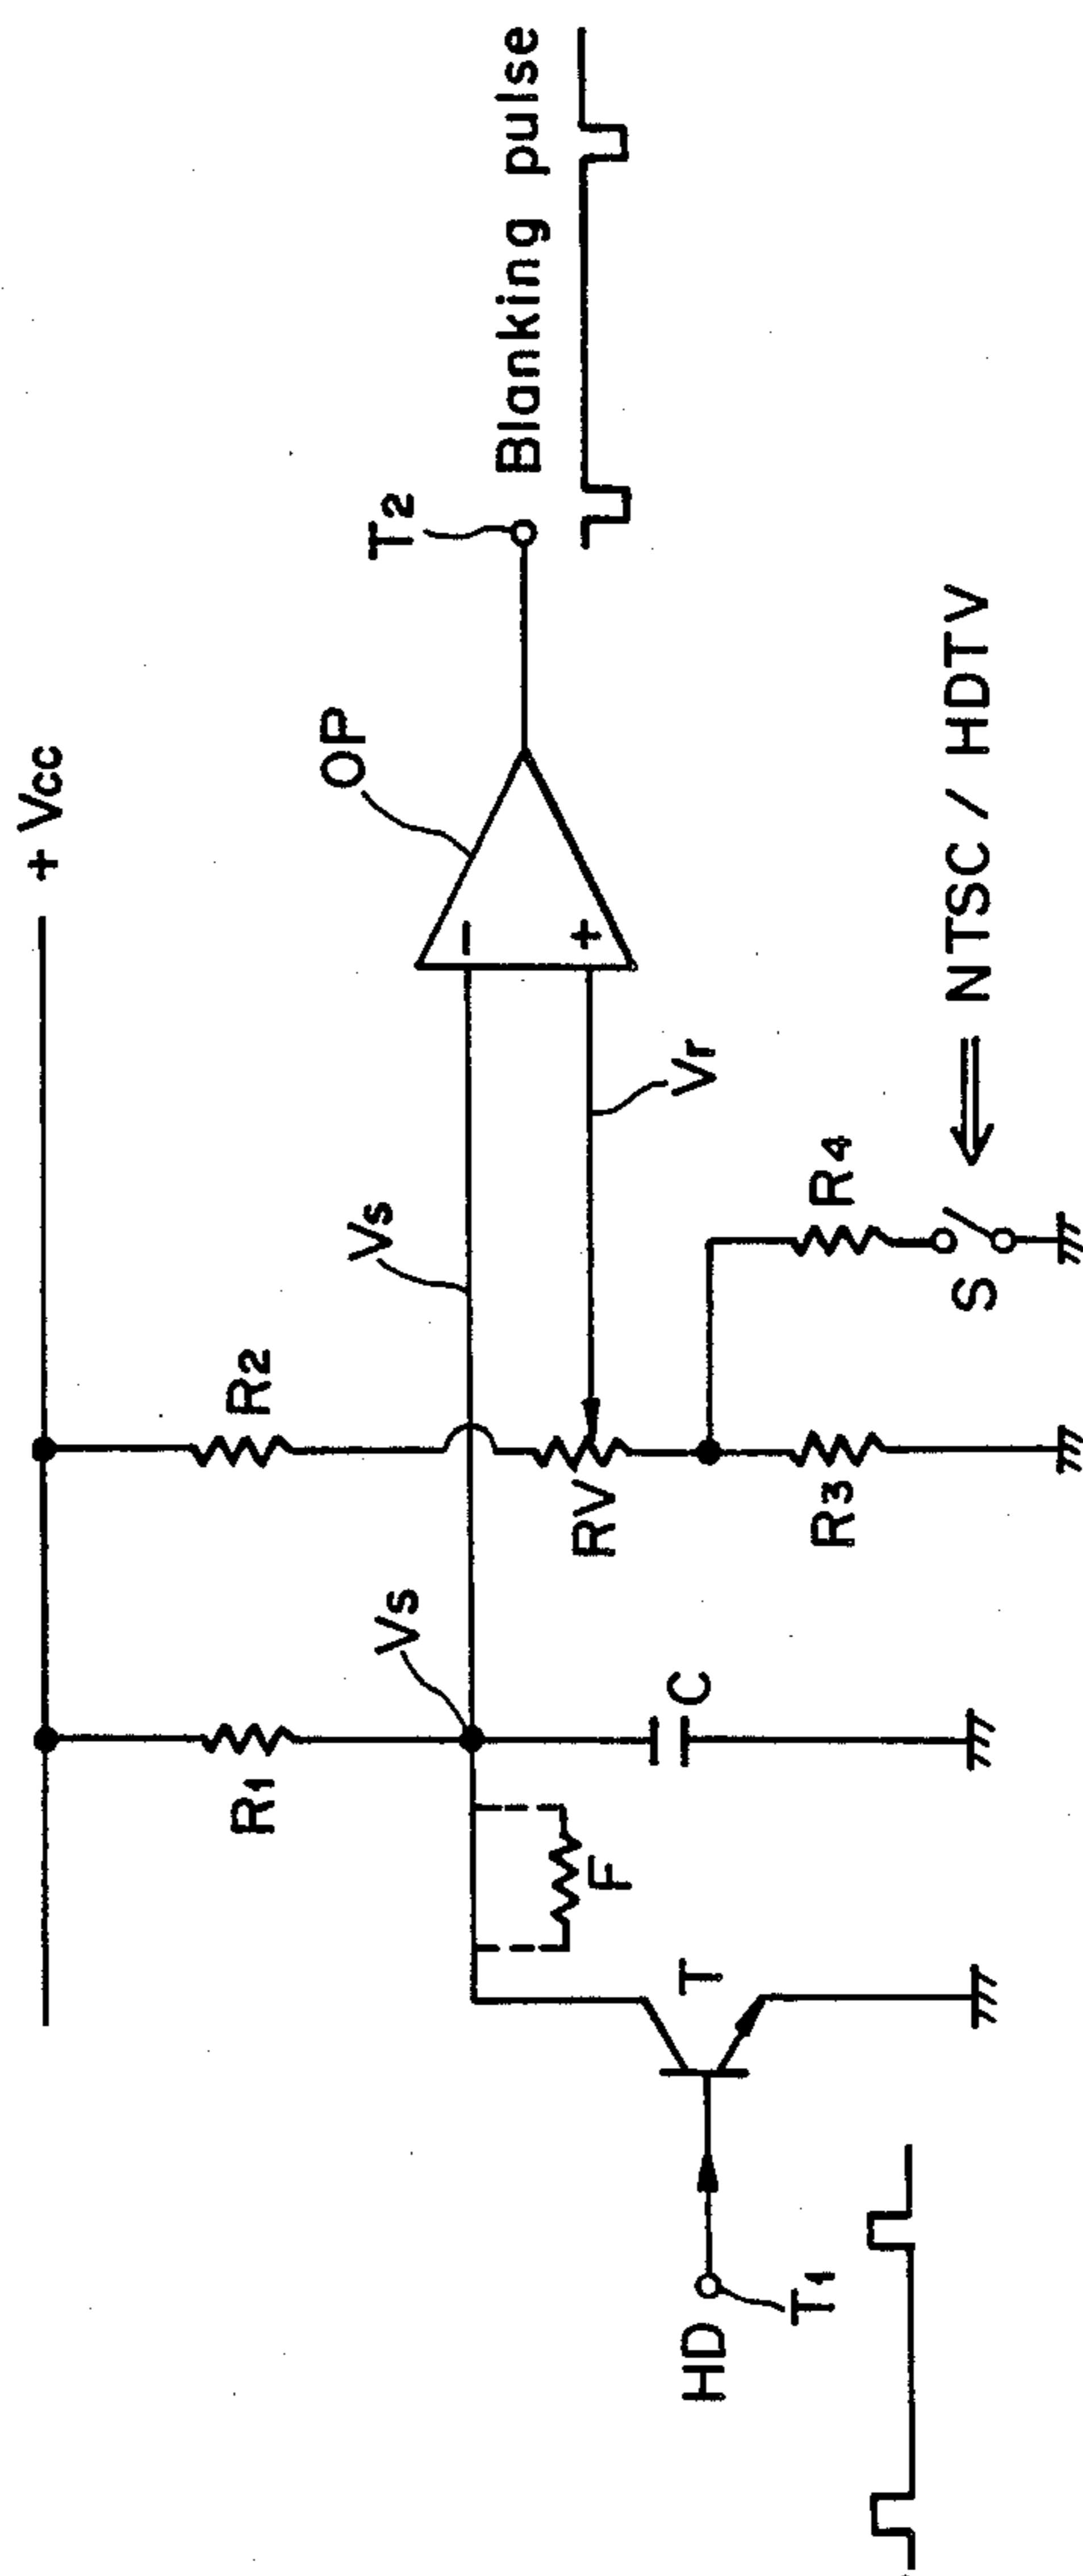 + Vcc
R1
R2
Vs
Vs
OP
T2
Blanking pulse
F
C
RV
Vr
−
+
HD
T1
T
R3
R4
S
NTSC / HDTV